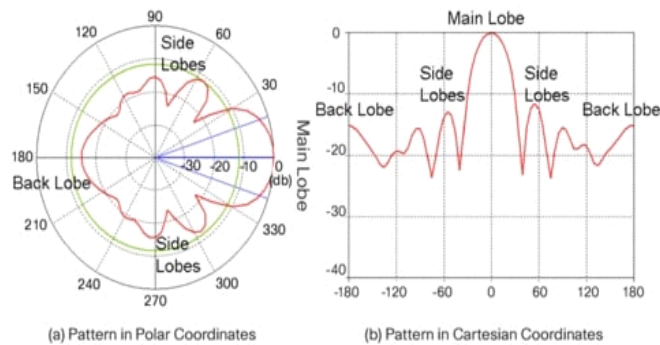 90
120
60
Side
Lobes
150
30
180
-30
-20
-10
0
(db)
Main Lobe
Back Lobe
210
330
Side
Lobes
240
300
270
(a) Pattern in Polar Coordinates
Main Lobe
0
-10
Side
Lobes
Side
Lobes
Back Lobe
Back Lobe
-20
-30
-40
-180
-120
-60
0
60
120
180
(b) Pattern in Cartesian Coordinates